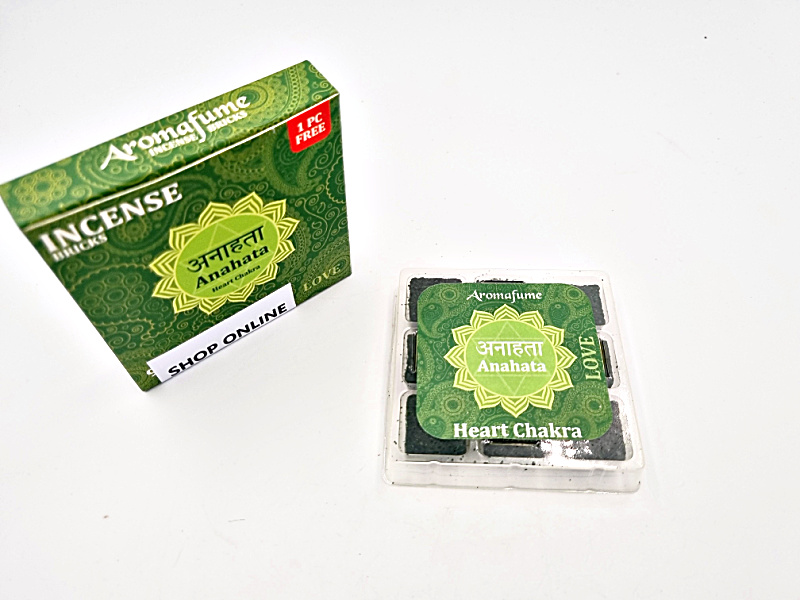 Aromafume
INCENSE BRICKS
1 PC
FREE
INCENSE
BRICKS
अनाहता
Anahata
Heart Chakra
LOVE
SHOP ONLINE
Aromafume
अनाहता
Anahata
LOVE
Heart Chakra